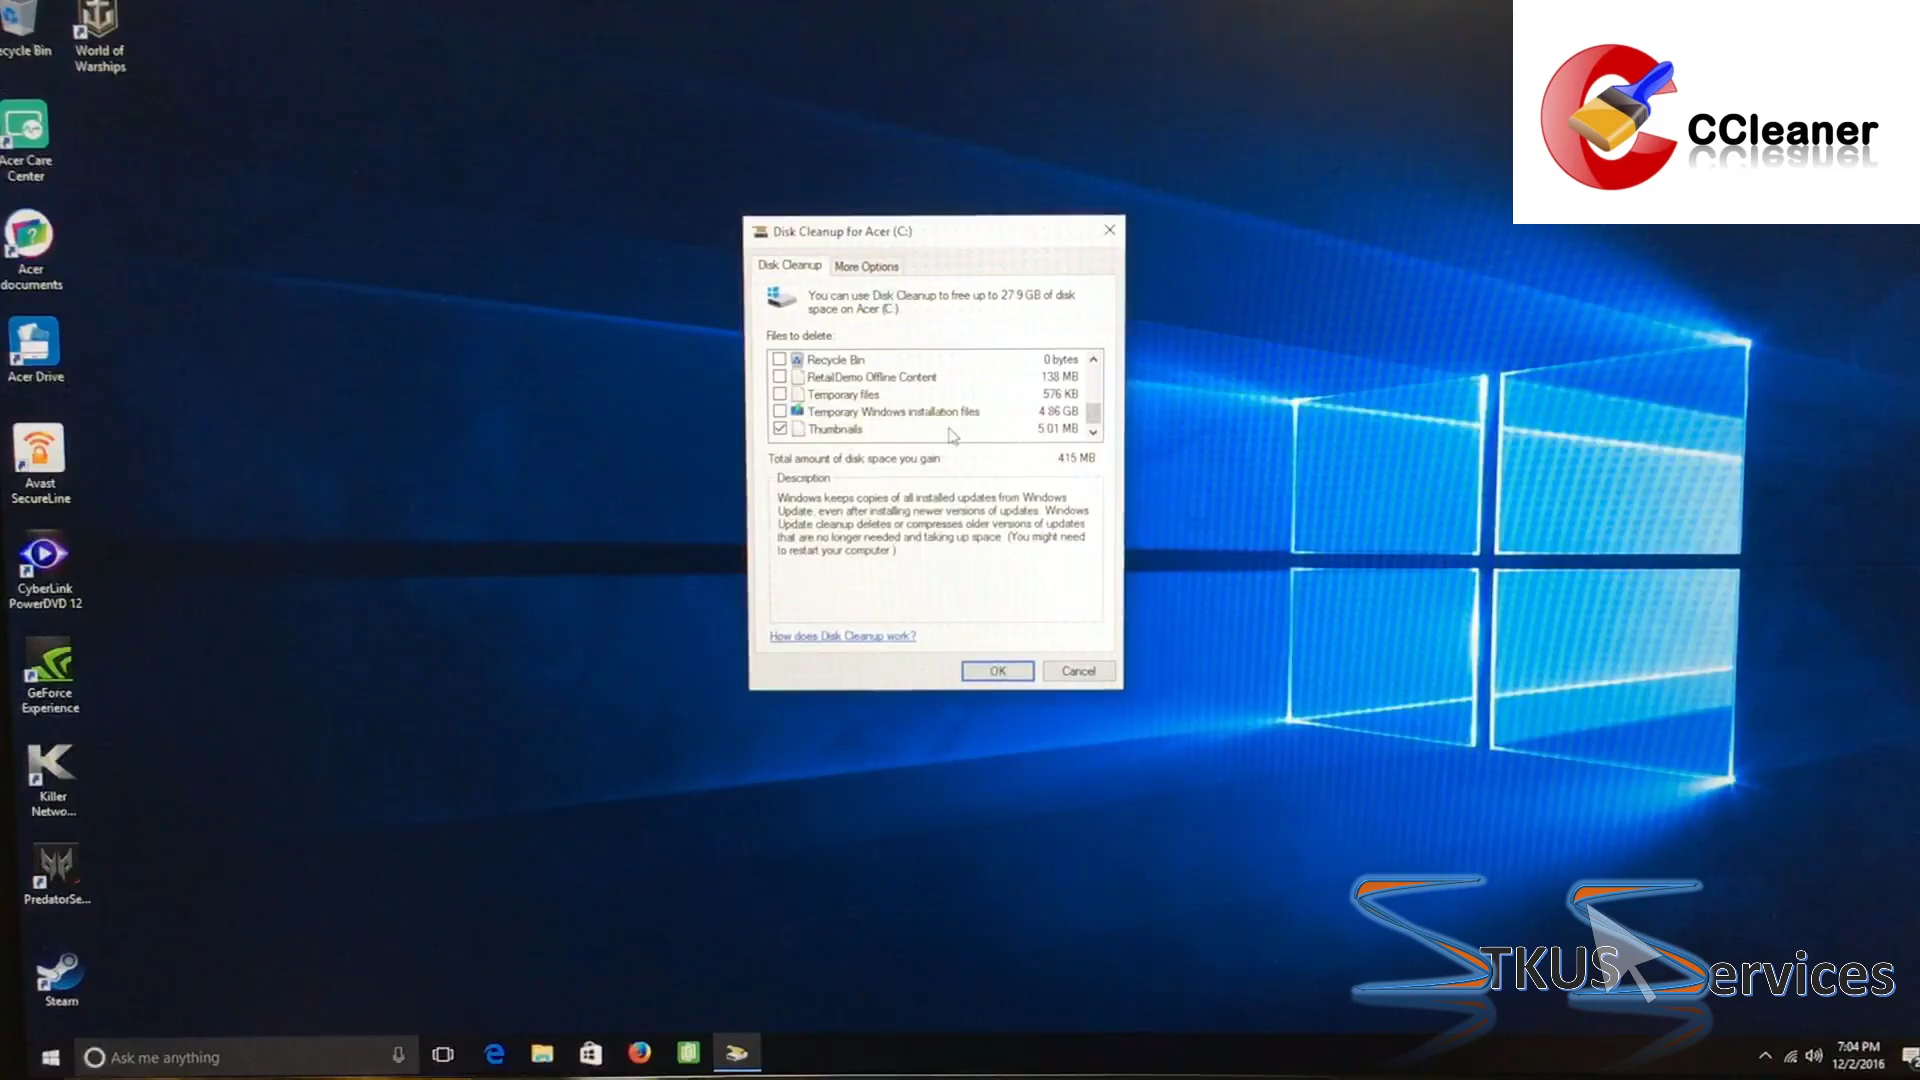 ecycle Bin
World of
Warships
Acer Care
Center
Acer
documents
Acer Drive
Avast
SecureLine
CyberLink
PowerDVD 12
GeForce
Experience
Killer
Netwo...
PredatorSe...
Steam
CCleaner
Disk Cleanup for Acer (C:)
Disk Cleanup
More Options
You can use Disk Cleanup to free up to 27.9 GB of disk
space on Acer (C:).
Files to delete:
Recycle Bin 0 bytes
RetailDemo Offline Content 138 MB
Temporary files 576 KB
Temporary Windows installation files 4.86 GB
Thumbnails 5.01 MB
Total amount of disk space you gain: 415 MB
Description
Windows keeps copies of all installed updates from Windows
Update, even after installing newer versions of updates. Windows
Update cleanup deletes or compresses older versions of updates
that are no longer needed and taking up space. (You might need
to restart your computer.)
How does Disk Cleanup work?
OK
Cancel
STKUS Services
Ask me anything
7:04 PM
12/2/2016